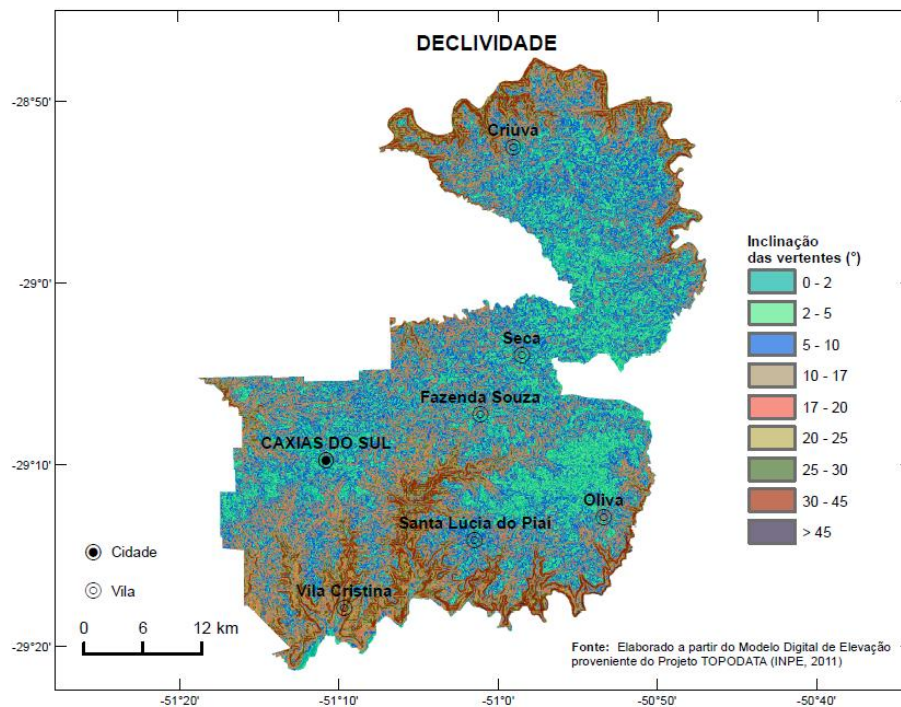 DECLIVIDADE
-28°50'
Criúva
-29°0'
Inclinação
das vertentes (°)
0 - 2
2 - 5
5 - 10
10 - 17
17 - 20
20 - 25
25 - 30
30 - 45
> 45
Seca
Fazenda Souza
-29°10'
CAXIAS DO SUL
Oliva
Santa Lúcia do Piaí
Cidade
Vila
Vila Cristina
0 6 12 km
-29°20'
Fonte: Elaborado a partir do Modelo Digital de Elevação
proveniente do Projeto TOPODATA (INPE, 2011)
-51°20' -51°10' -51°0' -50°50' -50°40'